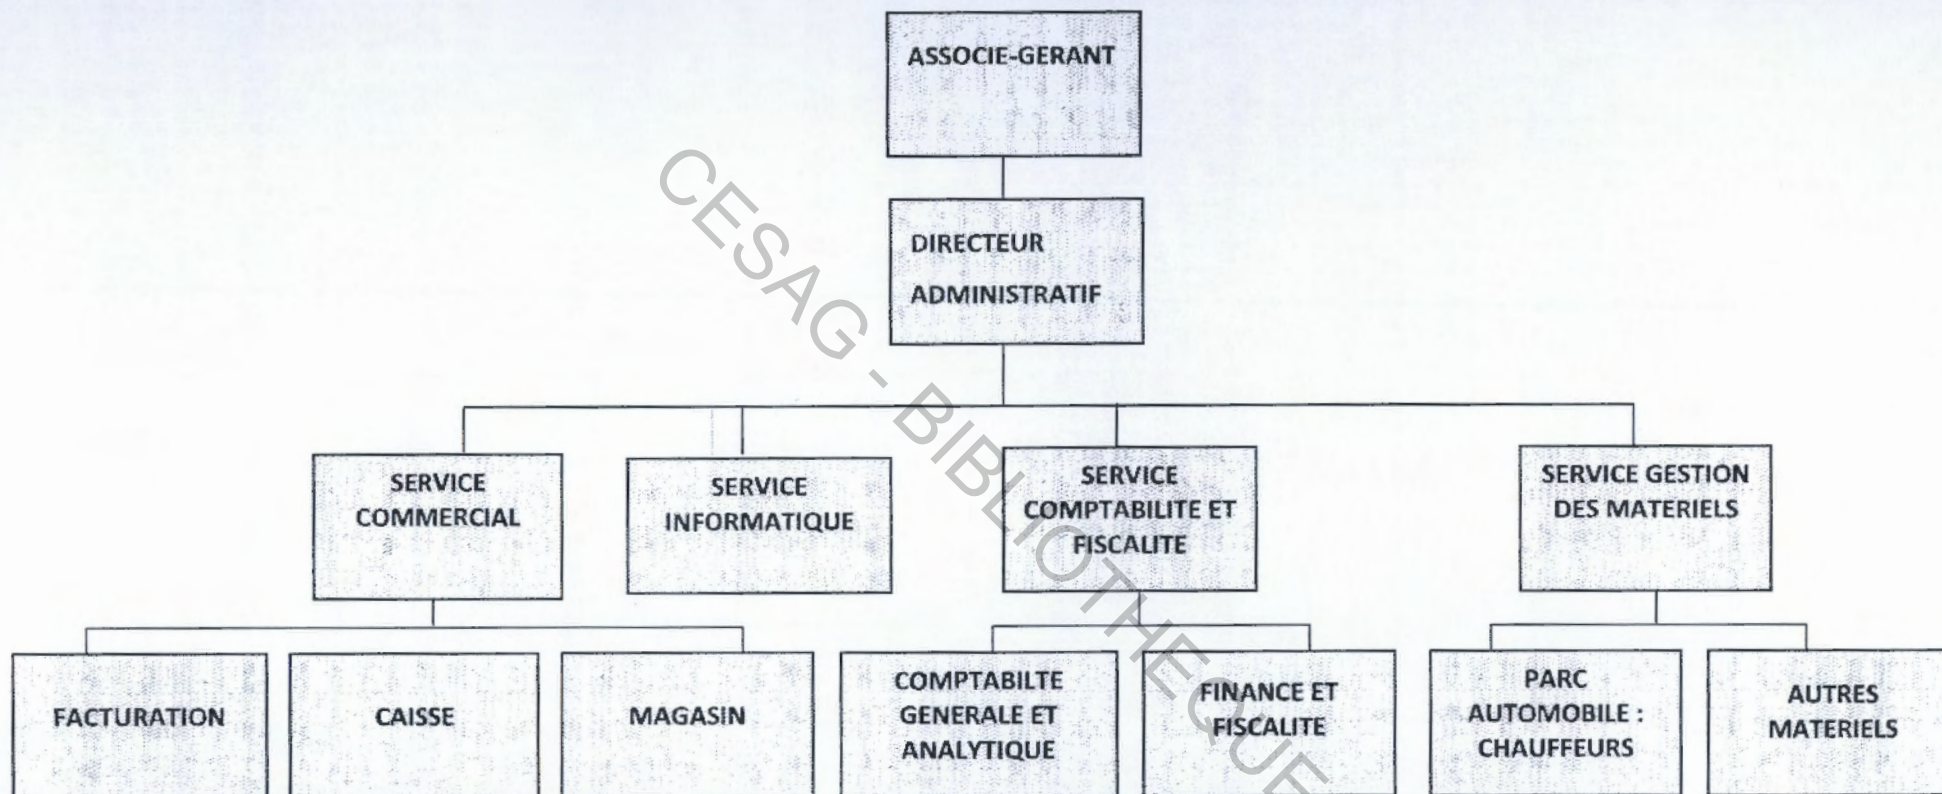 ASSOCIE-GERANT
DIRECTEUR
ADMINISTRATIF
SERVICE
COMMERCIAL
SERVICE
INFORMATIQUE
SERVICE
COMPTABILITE ET
FISCALITE
SERVICE GESTION
DES MATERIELS
FACTURATION
CAISSE
MAGASIN
COMPTABILTE
GENERALE ET
ANALYTIQUE
FINANCE ET
FISCALITE
PARC
AUTOMOBILE :
CHAUFFEURS
AUTRES
MATERIELS
CESAG - BIBLIOTHEQUE